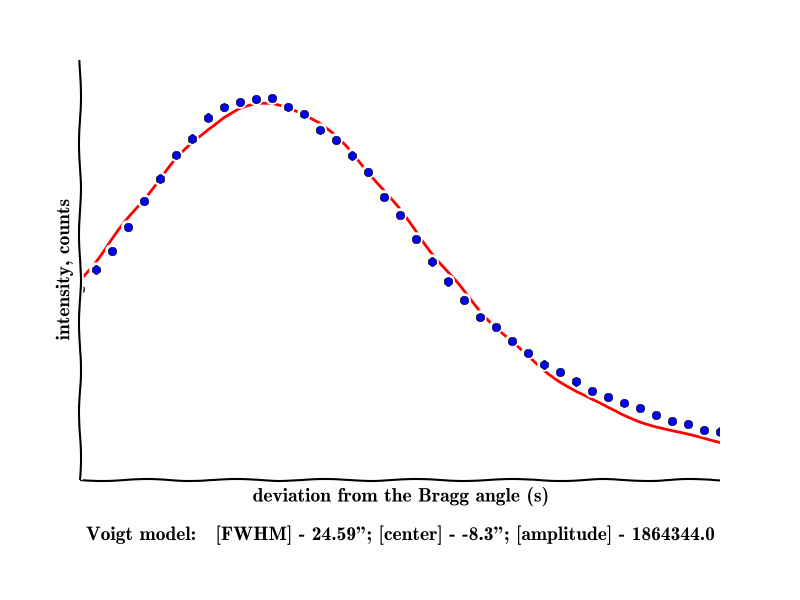 intensity, counts
deviation from the Bragg angle (s)
Voigt model: [FWHM] - 24.59”; [center] - -8.3”; [amplitude] - 1864344.0